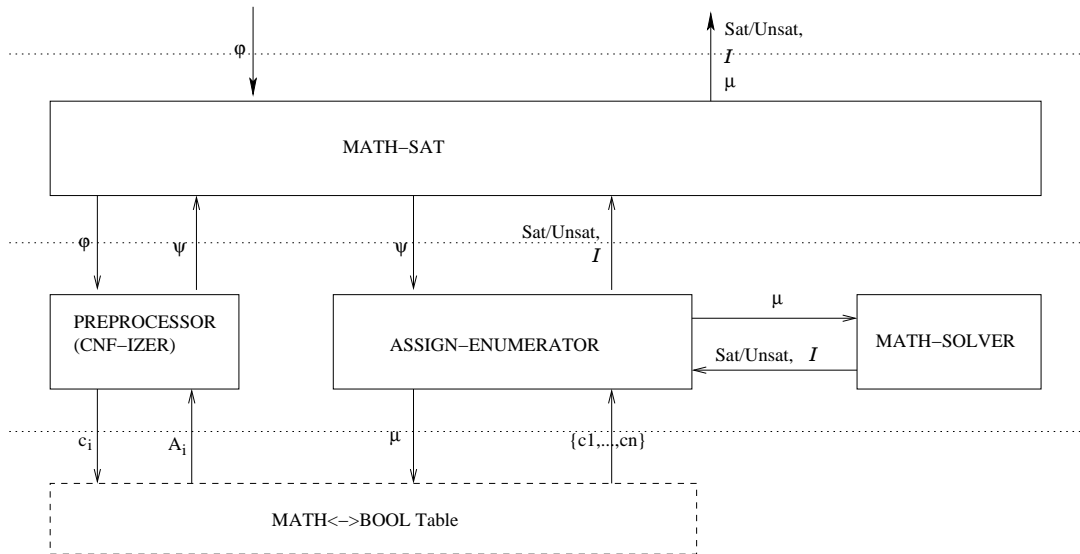 Sat/Unsat,
φ
I
μ
MATH−SAT
φ
ψ
ψ
Sat/Unsat,
I
PREPROCESSOR
(CNF−IZER)
ASSIGN−ENUMERATOR
μ
Sat/Unsat, I
MATH−SOLVER
c_i
A_i
μ
{c1,...,cn}
MATH<−>BOOL Table